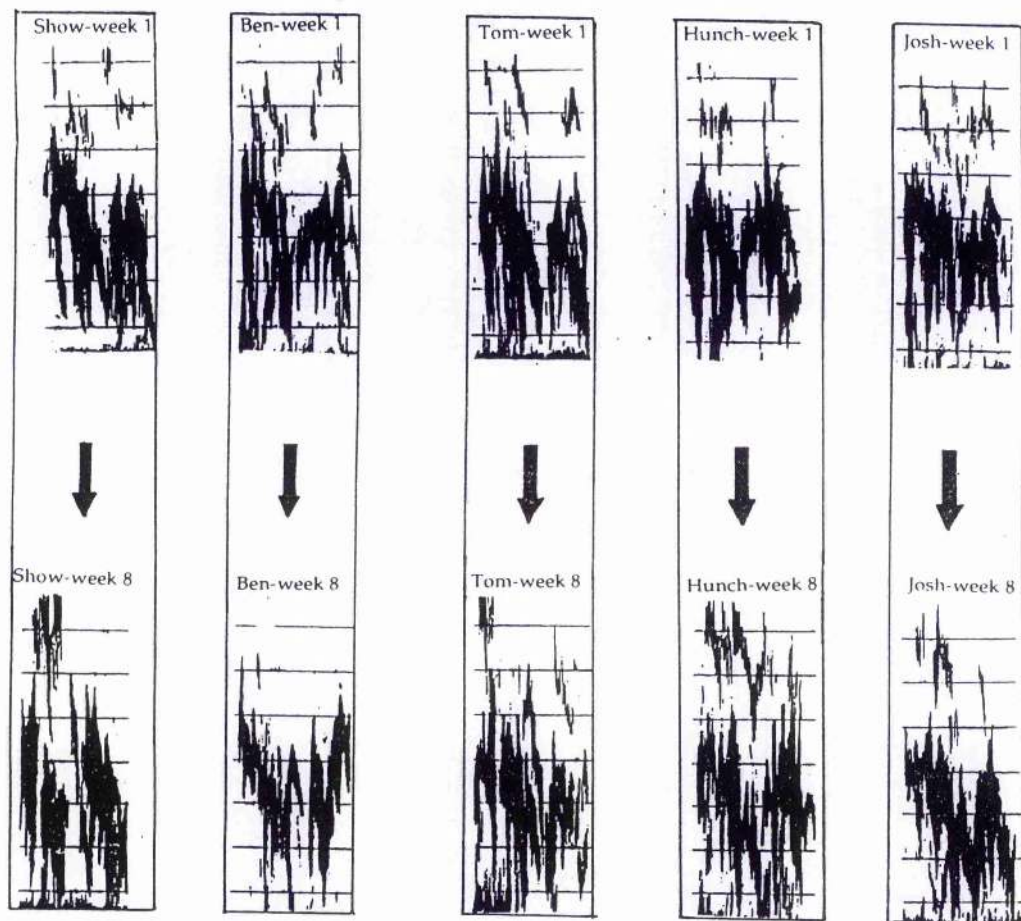 Show-week 1
Ben-week 1
Tom-week 1
Hunch-week 1
Josh-week 1
Show-week 8
Ben-week 8
Tom-week 8
Hunch-week 8
Josh-week 8